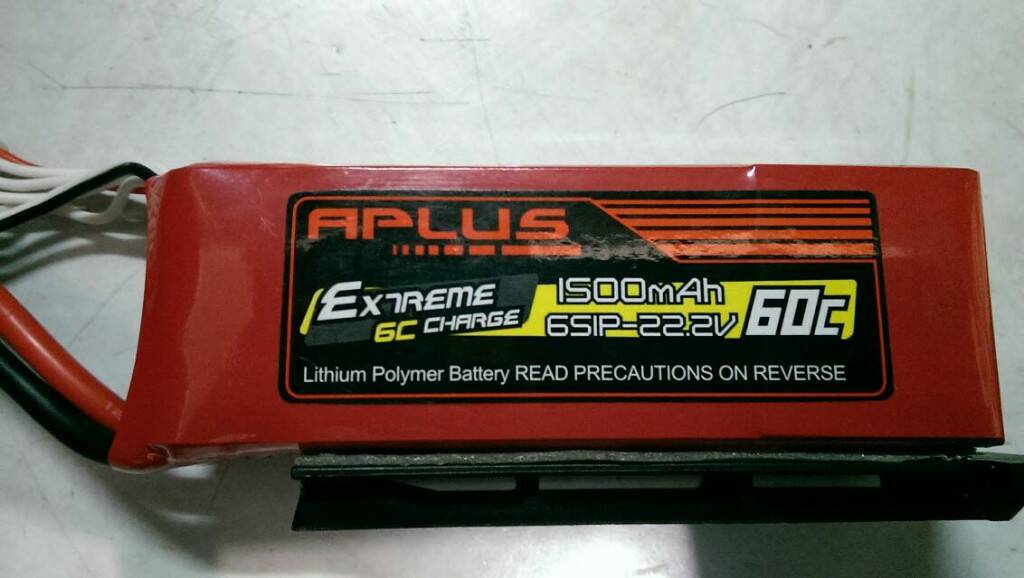 APLUS
EXTREME
6C CHARGE
1500mAh
6S1P-22.2V
60C
Lithium Polymer Battery READ PRECAUTIONS ON REVERSE